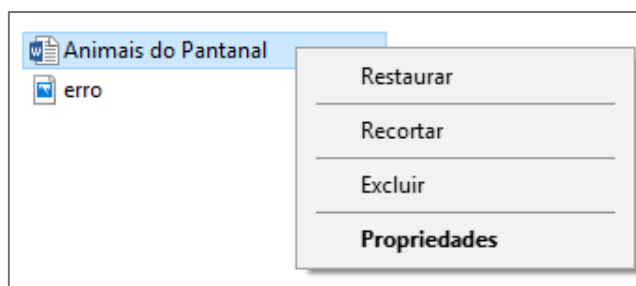 Animais do Pantanal
erro
Restaurar
Recortar
Excluir
Propriedades